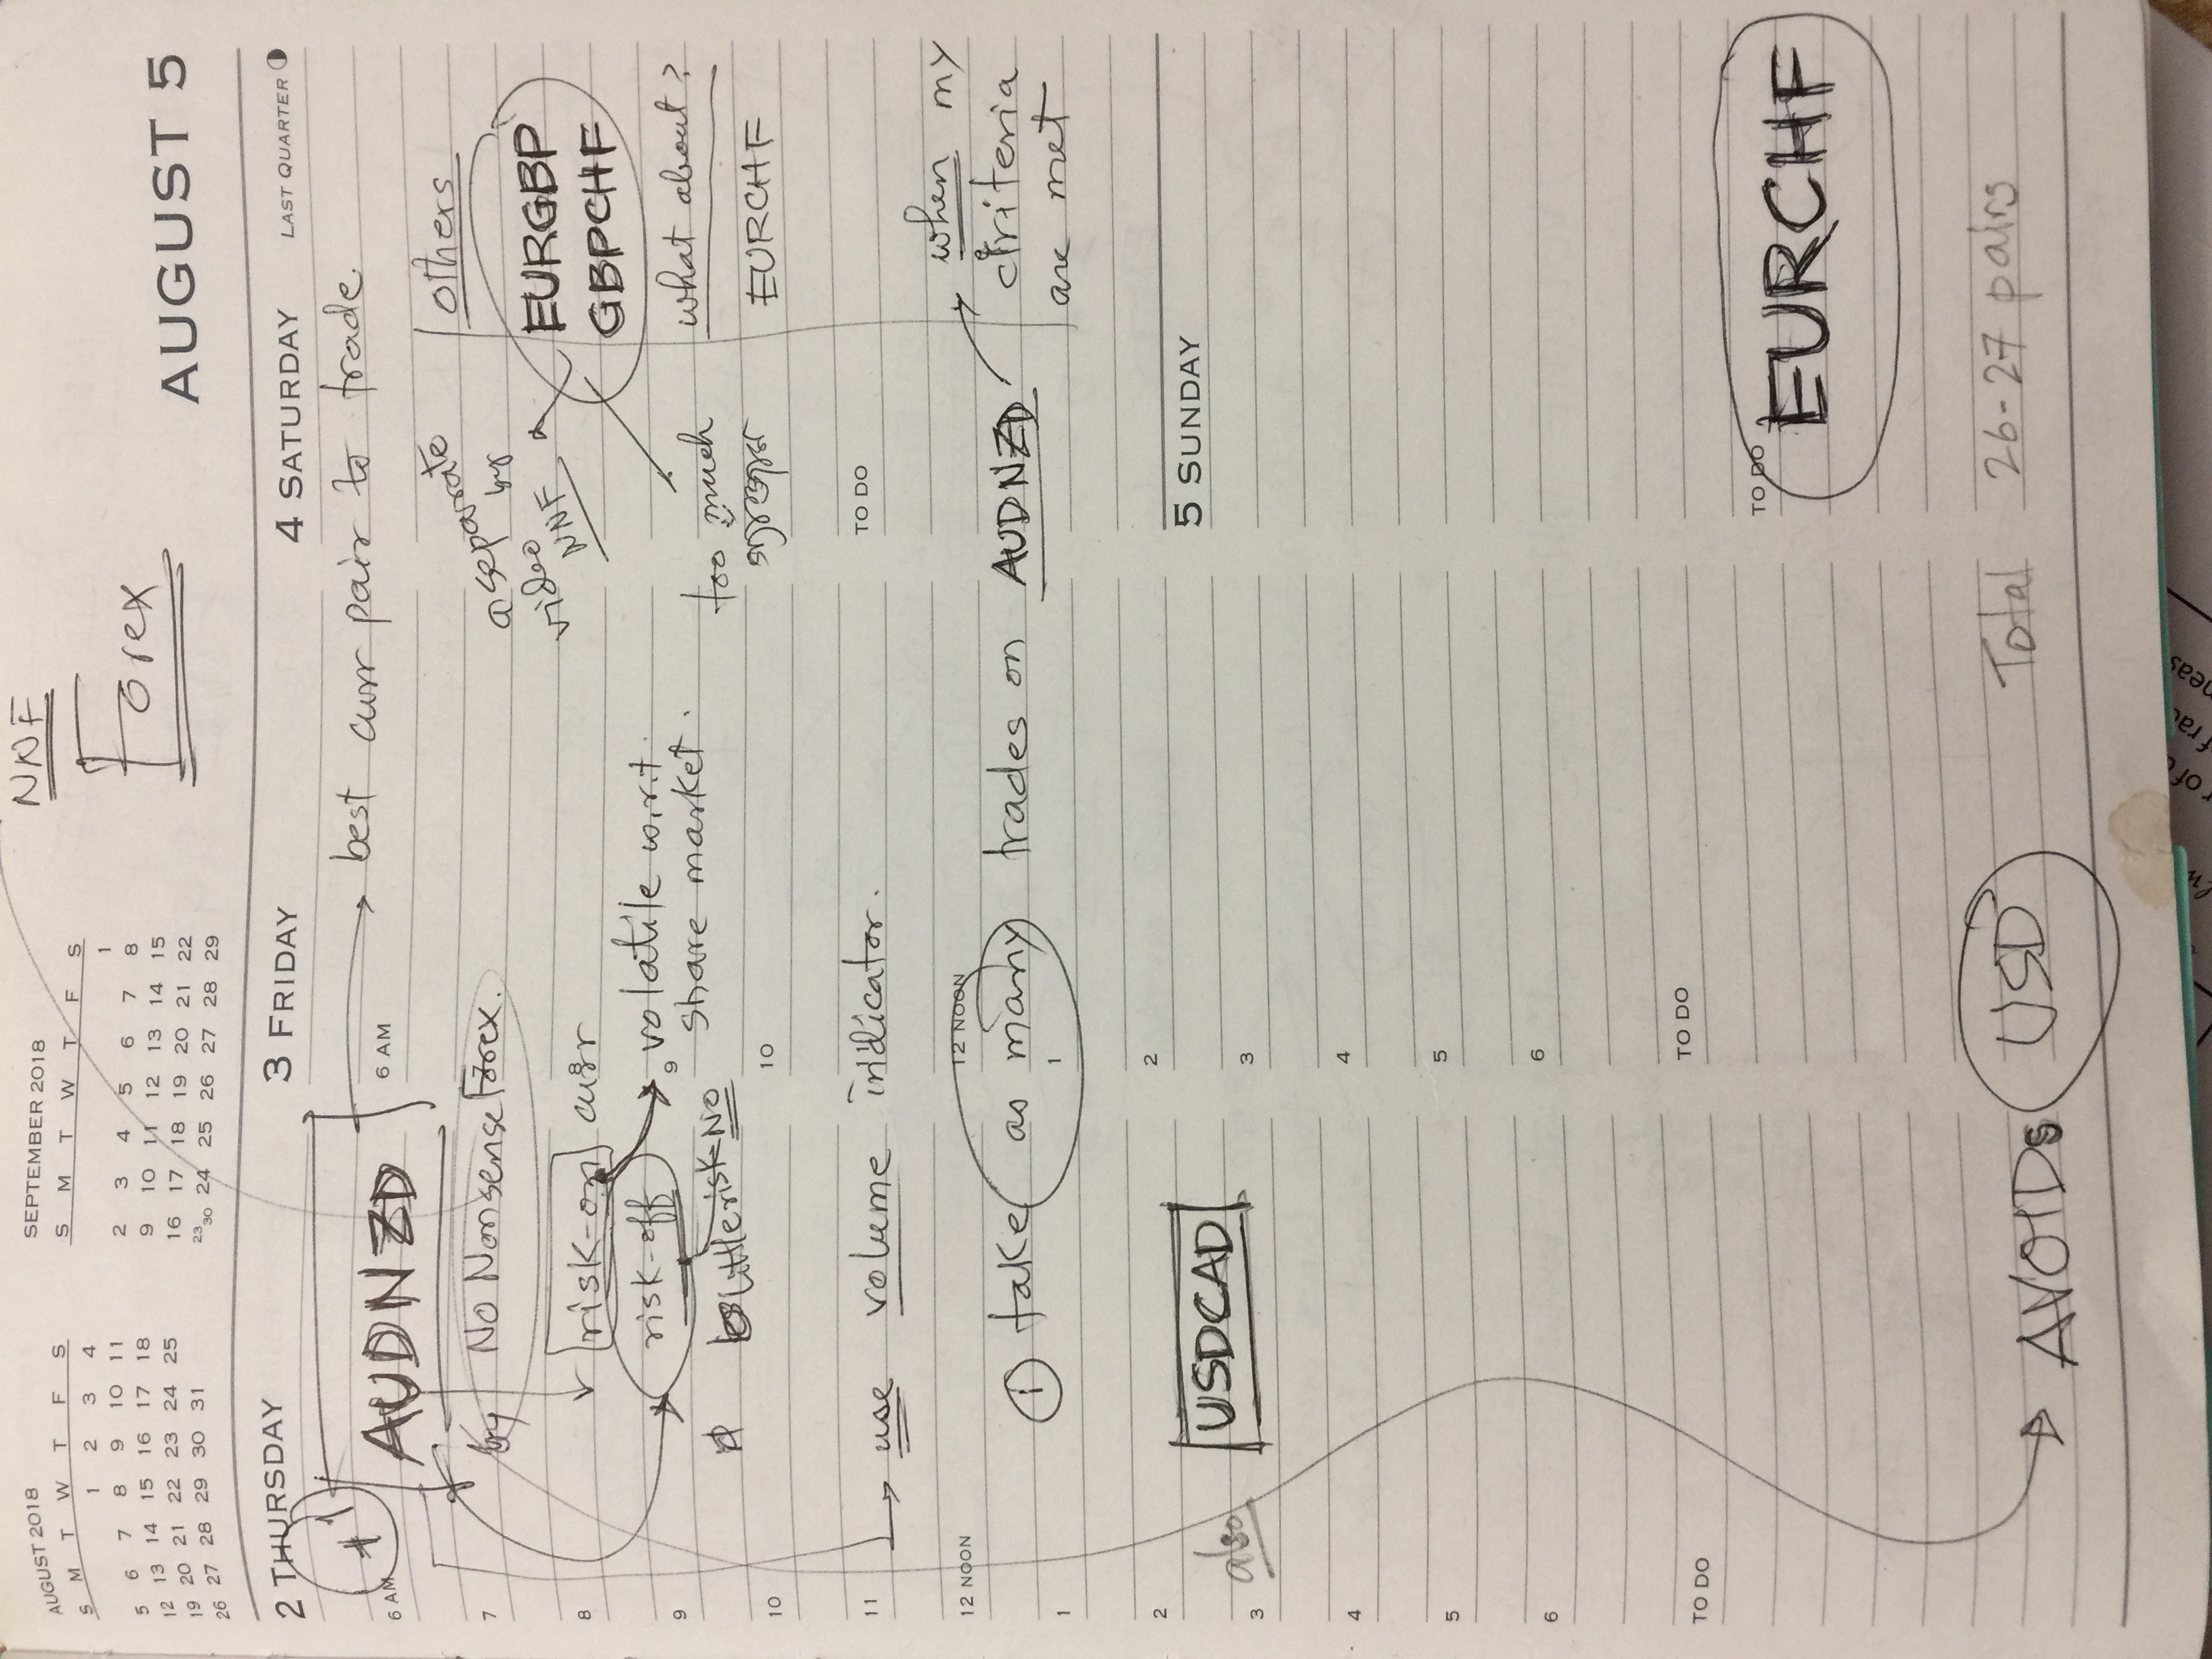 AUGUST 2018
S M T W T F S
1 2 3 4
5 6 7 8 9 10 11
12 13 14 15 16 17 18
19 20 21 22 23 24 25
26 27 28 29 30 31
SEPTEMBER 2018
S M T W T F S
1
2 3 4 5 6 7 8
9 10 11 12 13 14 15
16 17 18 19 20 21 22
23 30 24 25 26 27 28 29
NNF
Forex
AUGUST 5
2 THURSDAY
3 FRIDAY
4 SATURDAY
LAST QUARTER
1
AUDNZD
best curr pair to trade
6 AM
6 AM
others
7
by No Nonsense Forex.
a separate
video by
NNF
EURGBP
GBPCHF
8
risk-on curr
risk-off
volatile w.r.t.
9
9
share market.
what about?
little risk No
too much
EURCHF
10
10
11
use volume indicator.
TO DO
12 NOON
12 NOON
when my
criteria
are met
1 take as many trades on AUDNZD
1
1
2
2
5 SUNDAY
also
USDCAD
3
3
4
4
5
5
6
6
TO DO
TO DO
TO DO
EURCHF
AVOIDs USD
Total 26-27 pairs